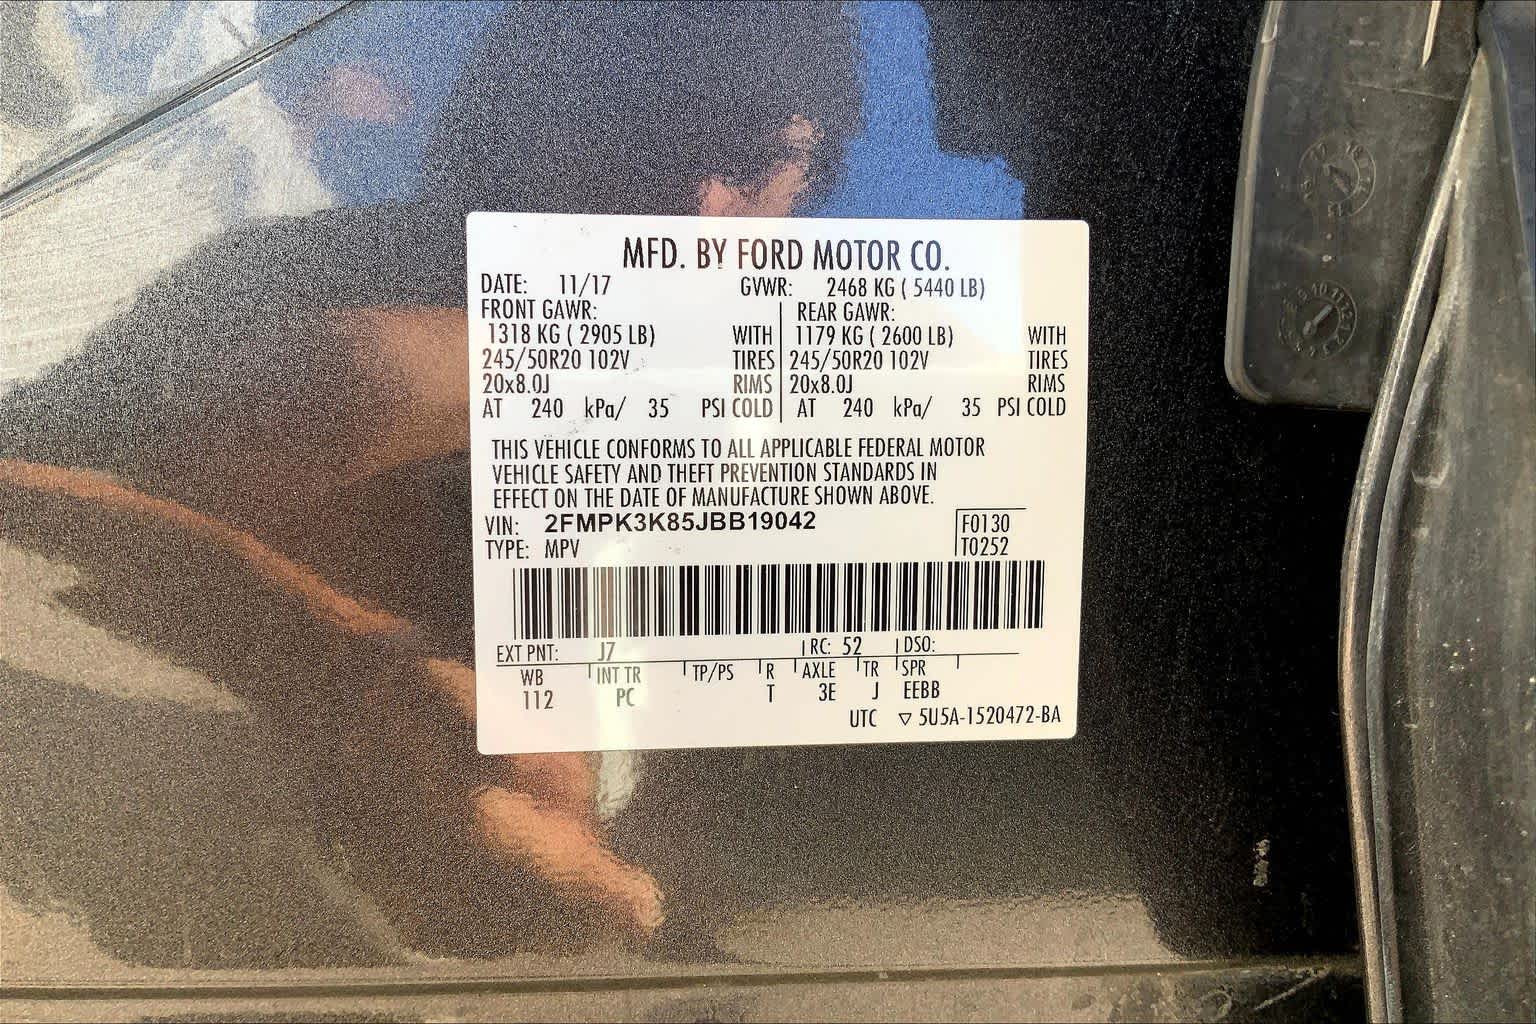 MFD. BY FORD MOTOR CO.
DATE: 11/17 GVWR: 2468 KG ( 5440 LB)
FRONT GAWR: REAR GAWR:
1318 KG ( 2905 LB) WITH 1179 KG ( 2600 LB) WITH
245/50R20 102V TIRES 245/50R20 102V TIRES
20x8.0J RIMS 20x8.0J RIMS
AT 240 kPa/ 35 PSI COLD AT 240 kPa/ 35 PSI COLD
THIS VEHICLE CONFORMS TO ALL APPLICABLE FEDERAL MOTOR
VEHICLE SAFETY AND THEFT PREVENTION STANDARDS IN
EFFECT ON THE DATE OF MANUFACTURE SHOWN ABOVE.
VIN: 2FMPK3K85JBB19042 F0130
TYPE: MPV T0252
EXT PNT: J7 RC: 52 DSO:
WB INT TR TP/PS R AXLE TR SPR
112 PC T 3E J EEBB
UTC ▽ 5U5A-1520472-BA